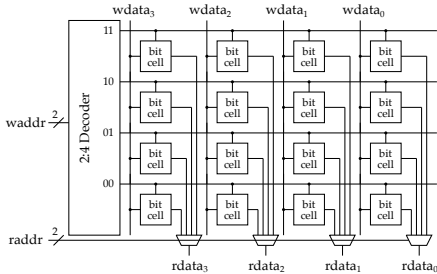 wdata3 wdata2 wdata1 wdata0
11
bit cell bit cell bit cell bit cell
10
bit cell bit cell bit cell bit cell
waddr 2
2:4 Decoder
01
bit cell bit cell bit cell bit cell
00
bit cell bit cell bit cell bit cell
raddr 2
rdata3 rdata2 rdata1 rdata0